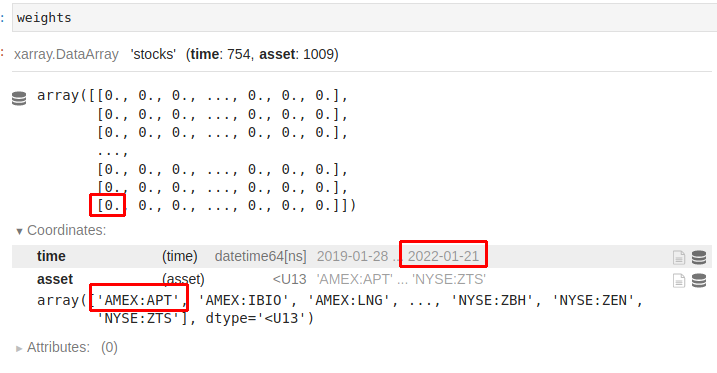 : weights
: xarray.DataArray 'stocks' (time: 754, asset: 1009)
array([[0., 0., 0., ..., 0., 0., 0.],
[0., 0., 0., ..., 0., 0., 0.],
[0., 0., 0., ..., 0., 0., 0.],
...,
[0., 0., 0., ..., 0., 0., 0.],
[0., 0., 0., ..., 0., 0., 0.],
[0., 0., 0., ..., 0., 0., 0.]])
▼ Coordinates:
time (time) datetime64[ns] 2019-01-28 ... 2022-01-21
asset (asset) <U13 'AMEX:APT' ... 'NYSE:ZTS'
array(['AMEX:APT', 'AMEX:IBIO', 'AMEX:LNG', ..., 'NYSE:ZBH', 'NYSE:ZEN',
'NYSE:ZTS'], dtype='<U13')
► Attributes: (0)